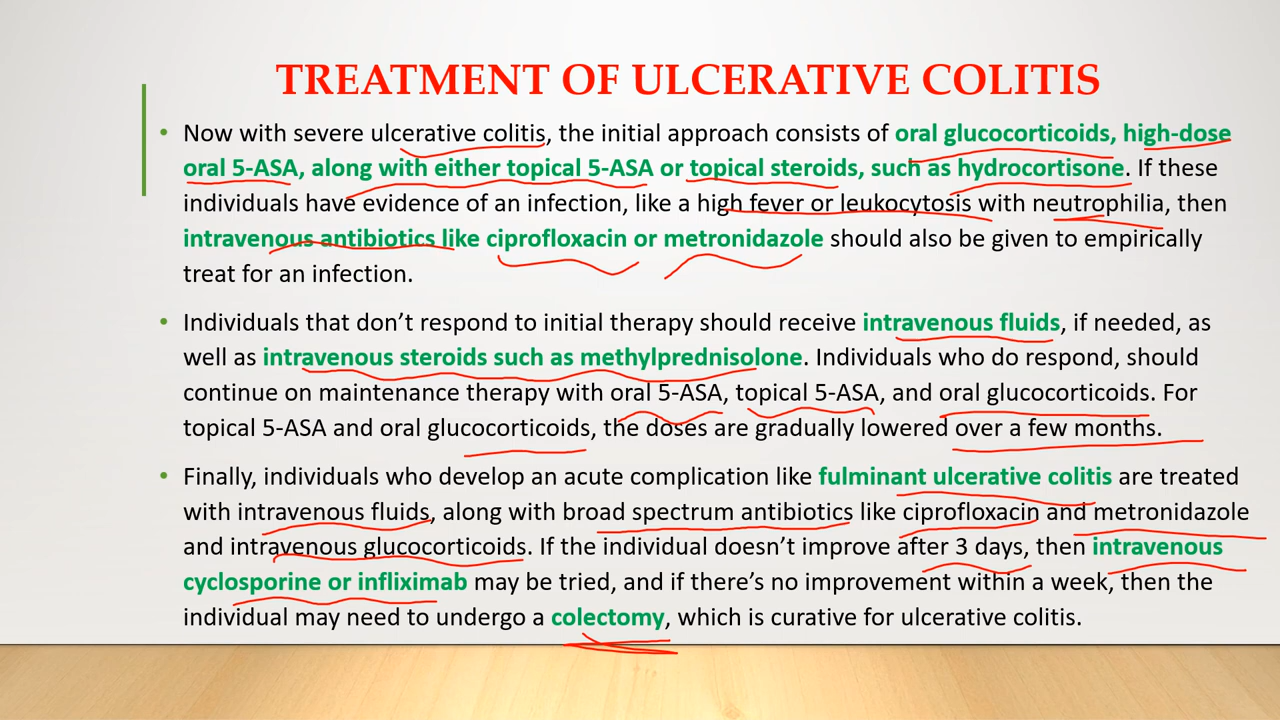 TREATMENT OF ULCERATIVE COLITIS
• Now with severe ulcerative colitis, the initial approach consists of oral glucocorticoids, high-dose
oral 5-ASA, along with either topical 5-ASA or topical steroids, such as hydrocortisone. If these
individuals have evidence of an infection, like a high fever or leukocytosis with neutrophilia, then
intravenous antibiotics like ciprofloxacin or metronidazole should also be given to empirically
treat for an infection.
• Individuals that don’t respond to initial therapy should receive intravenous fluids, if needed, as
well as intravenous steroids such as methylprednisolone. Individuals who do respond, should
continue on maintenance therapy with oral 5-ASA, topical 5-ASA, and oral glucocorticoids. For
topical 5-ASA and oral glucocorticoids, the doses are gradually lowered over a few months.
• Finally, individuals who develop an acute complication like fulminant ulcerative colitis are treated
with intravenous fluids, along with broad spectrum antibiotics like ciprofloxacin and metronidazole
and intravenous glucocorticoids. If the individual doesn’t improve after 3 days, then intravenous
cyclosporine or infliximab may be tried, and if there’s no improvement within a week, then the
individual may need to undergo a colectomy, which is curative for ulcerative colitis.